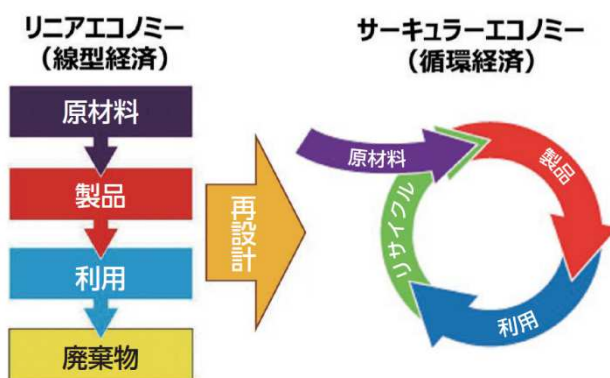 リニアエコノミー
（線型経済）
原材料
製品
利用
廃棄物
再設計
サーキュラーエコノミー
（循環経済）
原材料
製品
利用
リサイクル